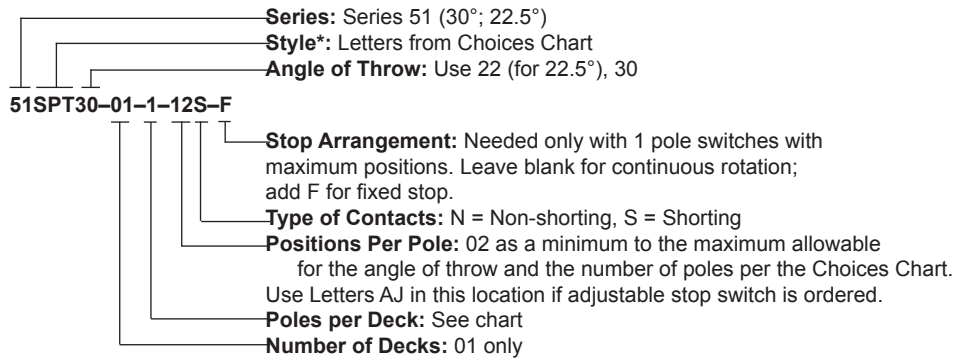 Series: Series 51 (30°; 22.5°)
Style*: Letters from Choices Chart
Angle of Throw: Use 22 (for 22.5°), 30
51SPT30–01–1–12S–F
Stop Arrangement: Needed only with 1 pole switches with
maximum positions. Leave blank for continuous rotation;
add F for fixed stop.
Type of Contacts: N = Non-shorting, S = Shorting
Positions Per Pole: 02 as a minimum to the maximum allowable
for the angle of throw and the number of poles per the Choices Chart.
Use Letters AJ in this location if adjustable stop switch is ordered.
Poles per Deck: See chart
Number of Decks: 01 only